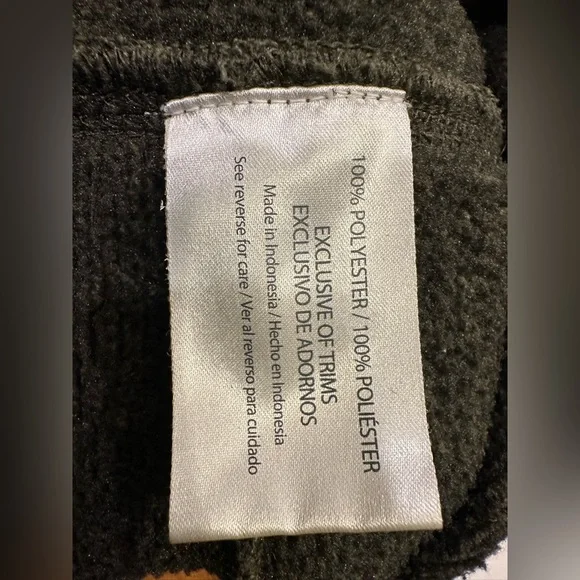 100% POLYESTER / 100% POLIÉSTER
EXCLUSIVE OF TRIMS
EXCLUSIVO DE ADORNOS
Made in Indonesia / Hecho en Indonesia
See reverse for care / Ver al reverso para cuidado